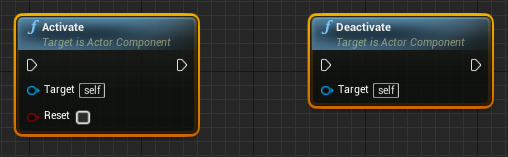 Activate
Target is Actor Component
Target self
Reset
Deactivate
Target is Actor Component
Target self